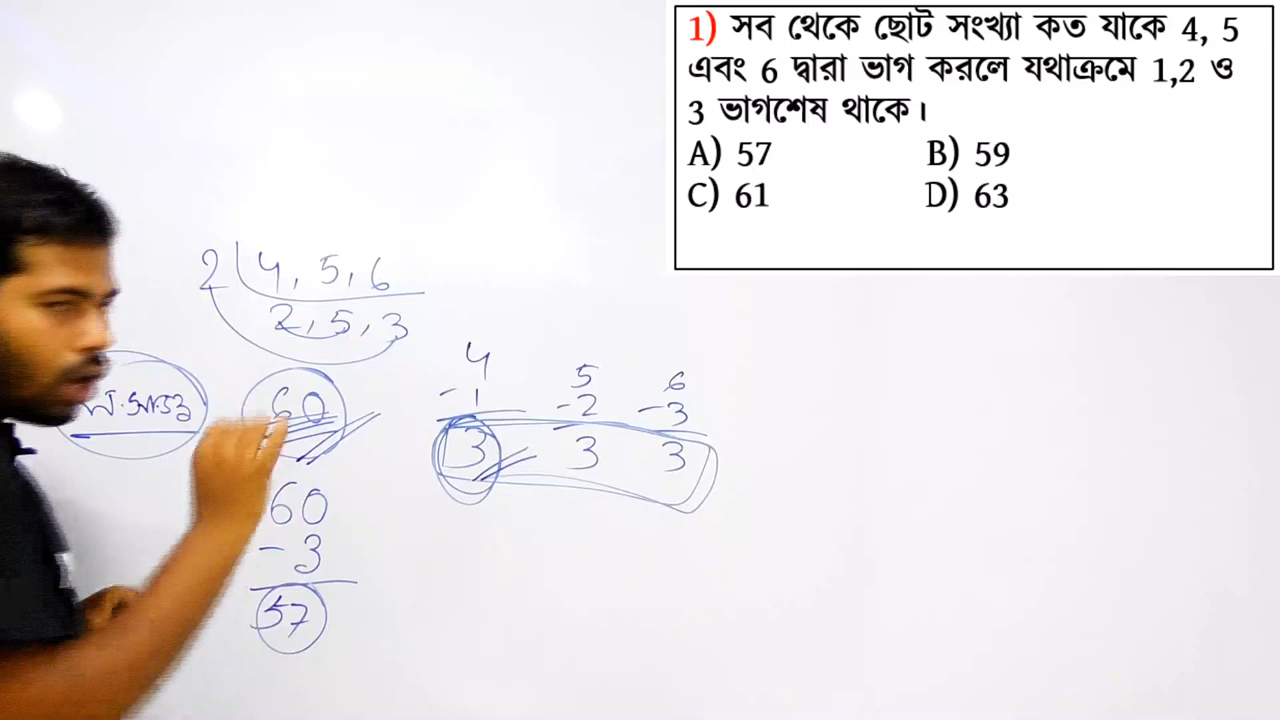 1) সব থেকে ছোট সংখ্যা কত যাকে 4, 5
এবং 6 দ্বারা ভাগ করলে যথাক্রমে 1,2 ও
3 ভাগশেষ থাকে।
A) 57 B) 59
C) 61 D) 63
2 4, 5, 6
2, 5, 3
ল.সা.গু
60
60
- 3
57
4 5 6
- 1 - 2 - 3
3 3 3